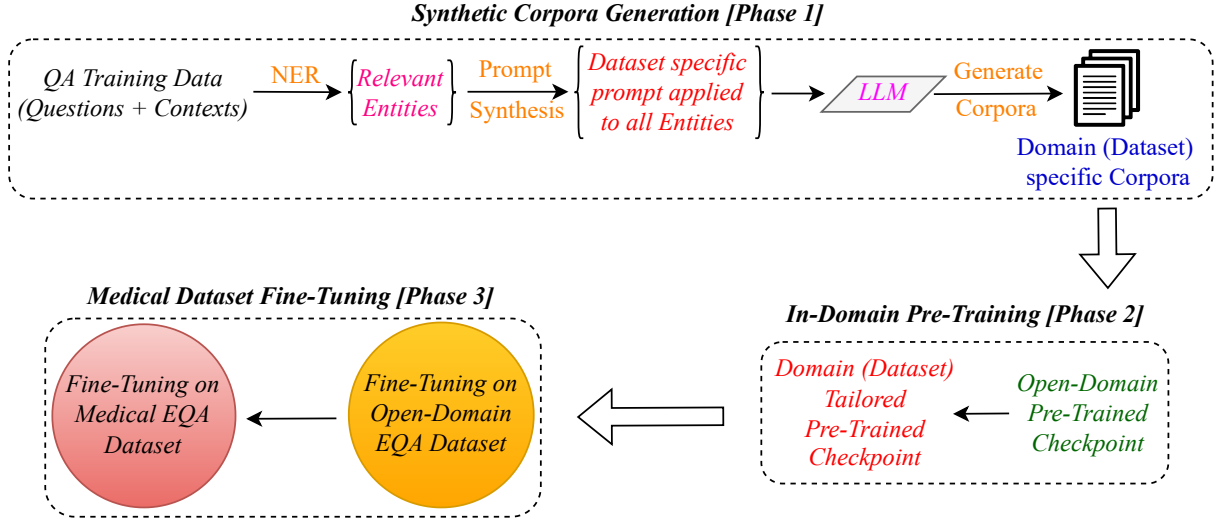 Synthetic Corpora Generation [Phase 1]
QA Training Data
(Questions + Contexts)
NER
Relevant
Entities
Prompt
Synthesis
Dataset specific
prompt applied
to all Entities
LLM
Generate
Corpora
Domain (Dataset)
specific Corpora
In-Domain Pre-Training [Phase 2]
Open-Domain
Pre-Trained
Checkpoint
Domain (Dataset)
Tailored
Pre-Trained
Checkpoint
Medical Dataset Fine-Tuning [Phase 3]
Fine-Tuning on
Open-Domain
EQA Dataset
Fine-Tuning on
Medical EQA
Dataset